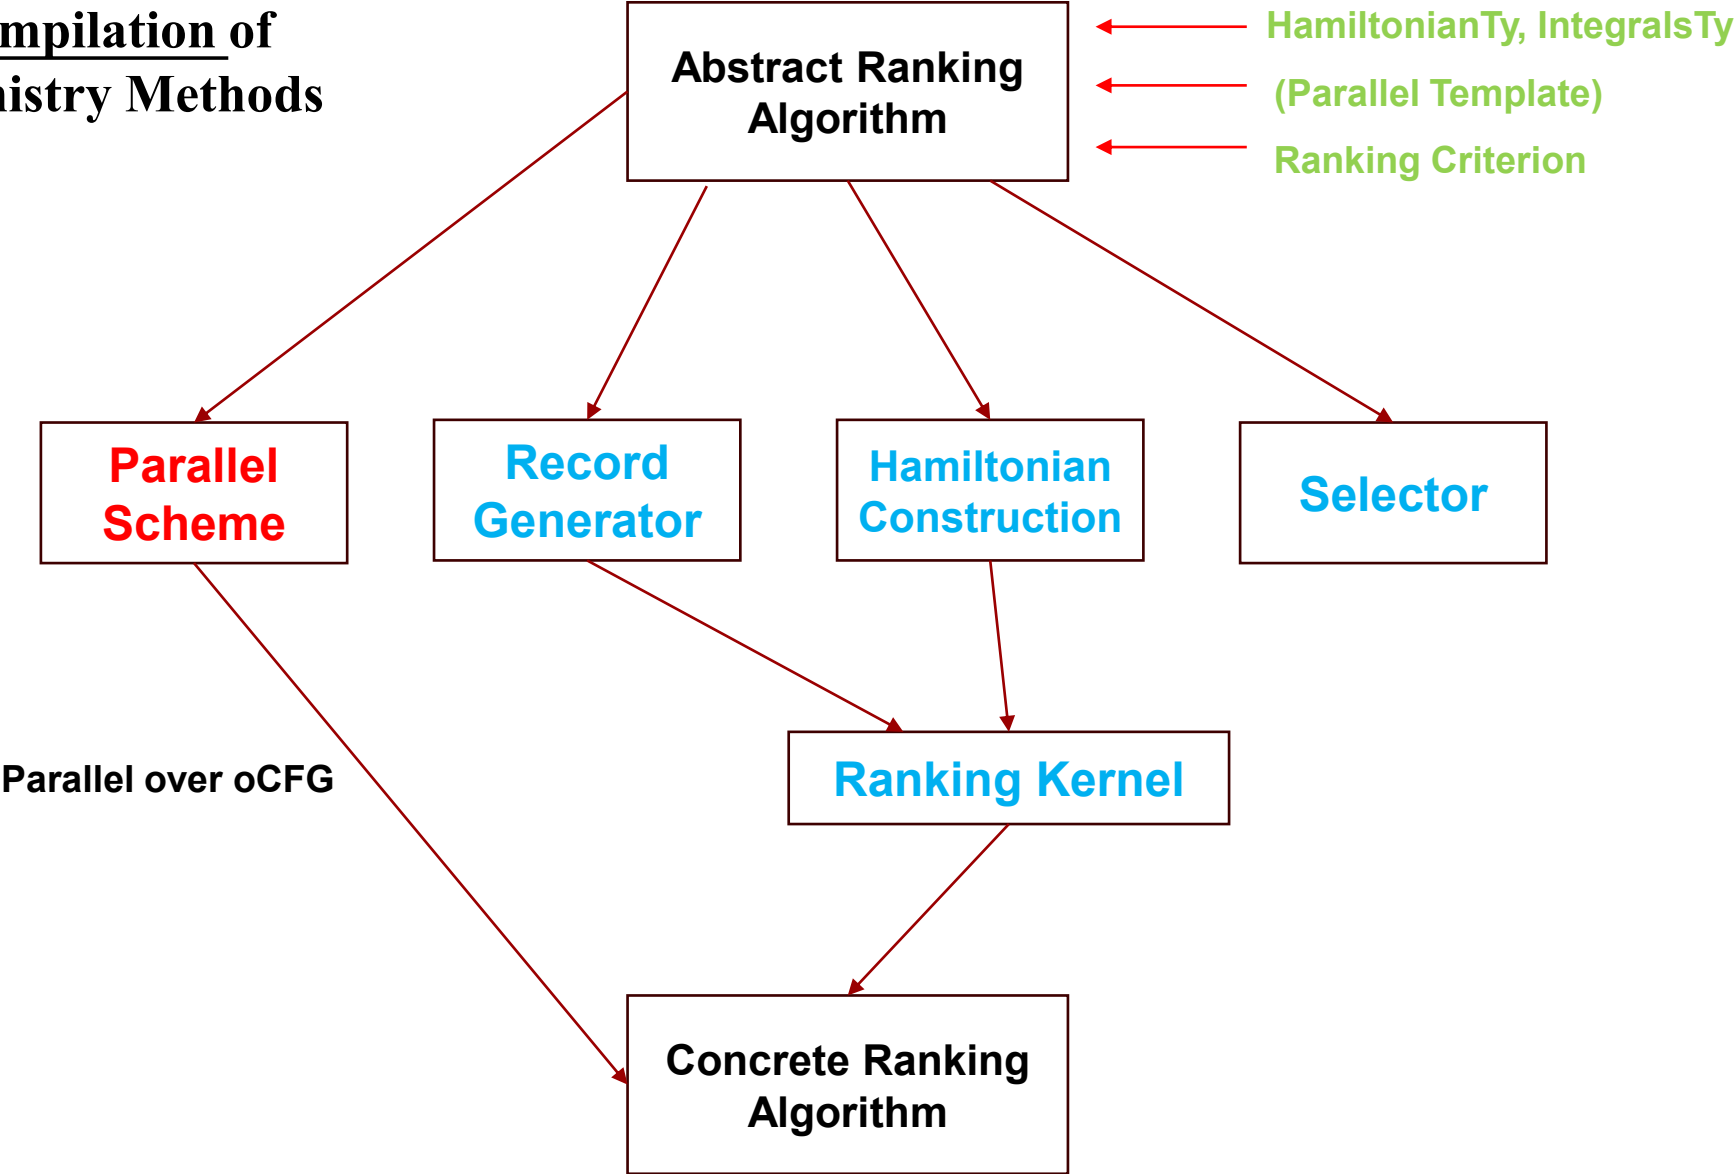 mpilation of
nistry Methods
Abstract Ranking
Algorithm
HamiltonianTy, IntegralsTy
(Parallel Template)
Ranking Criterion
Parallel
Scheme
Record
Generator
Hamiltonian
Construction
Selector
Parallel over oCFG
Ranking Kernel
Concrete Ranking
Algorithm